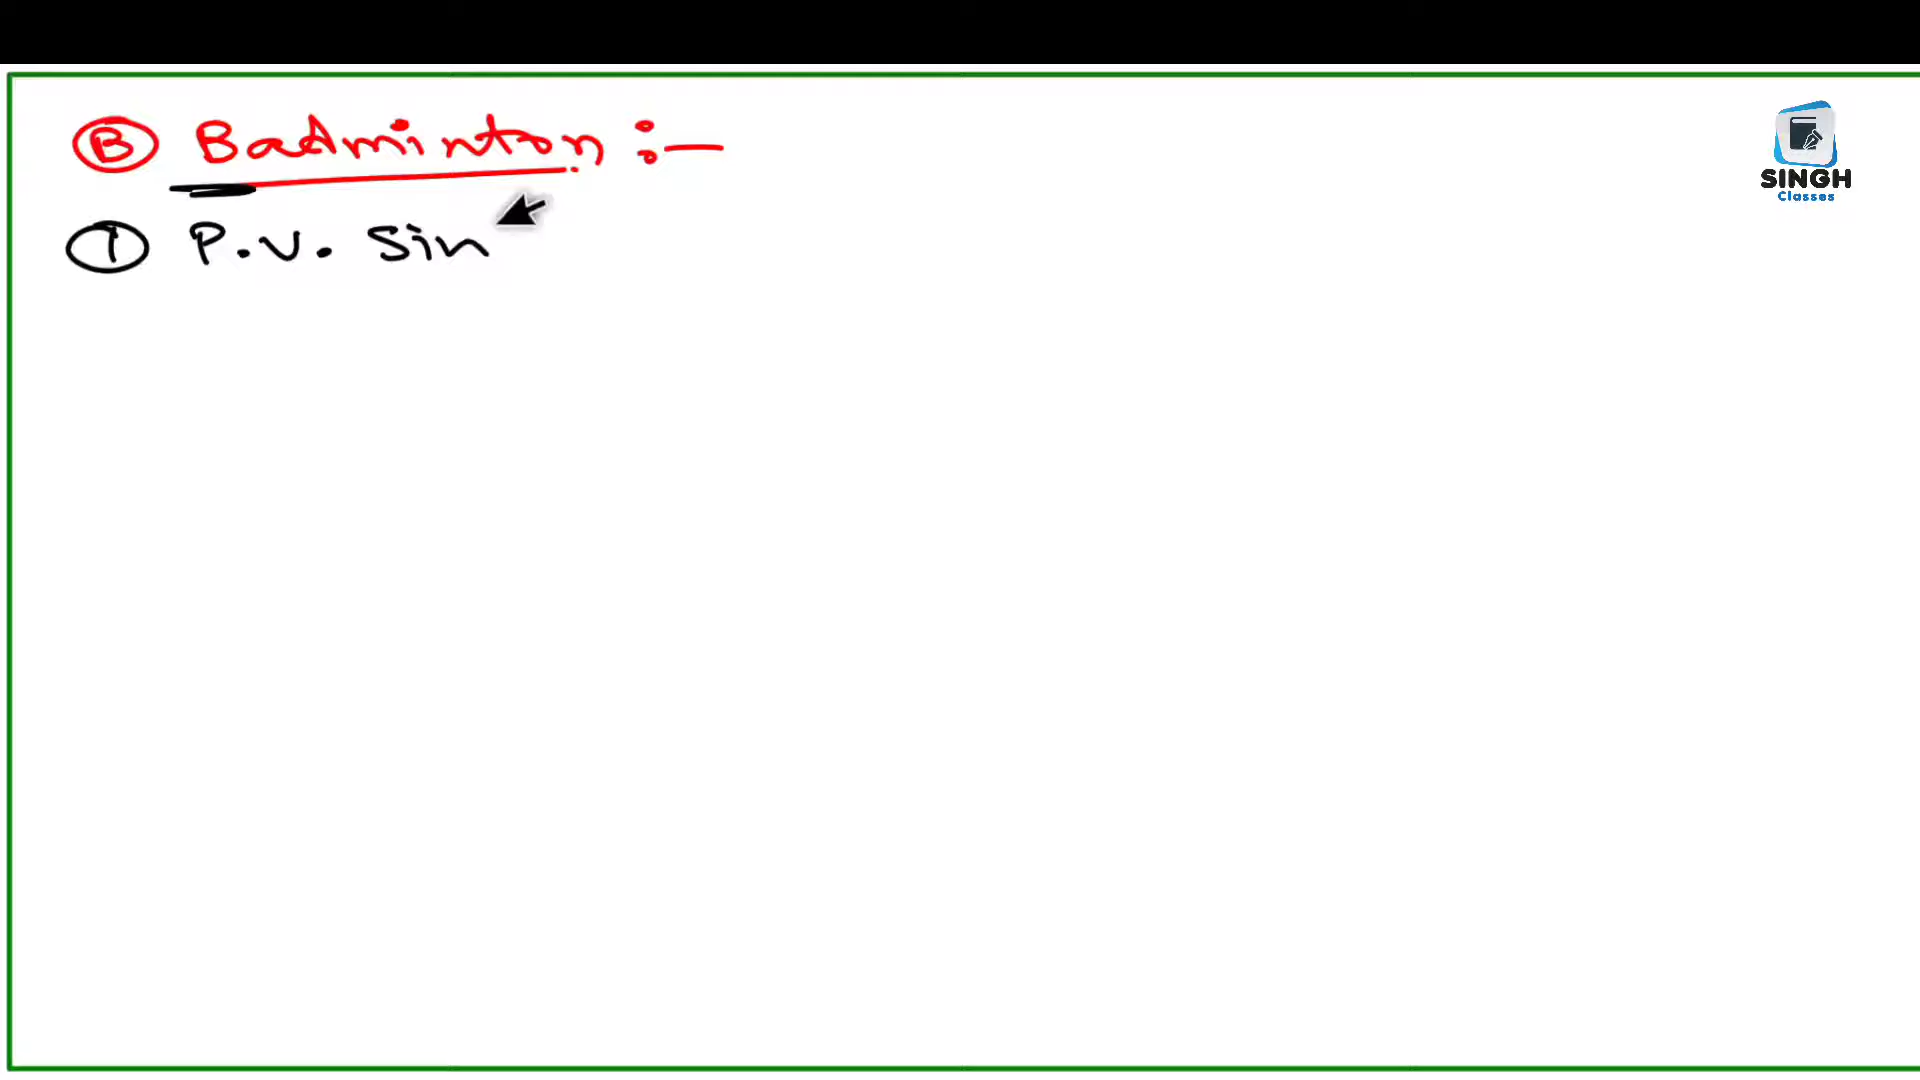 B Badminton :—
1 P.V. Sin
SINGH
Classes